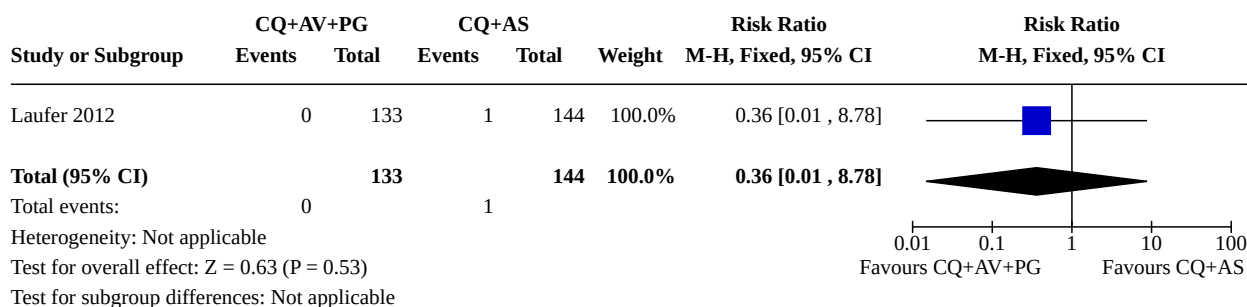 CQ+AV+PG CQ+AS Risk Ratio Risk Ratio
Study or Subgroup Events Total Events Total Weight M-H, Fixed, 95% CI M-H, Fixed, 95% CI
Laufer 2012 0 133 1 144 100.0% 0.36 [0.01 , 8.78]
Total (95% CI) 133 144 100.0% 0.36 [0.01 , 8.78]
Total events: 0 1
Heterogeneity: Not applicable
0.01 0.1 1 10 100
Test for overall effect: Z = 0.63 (P = 0.53)
Favours CQ+AV+PG Favours CQ+AS
Test for subgroup differences: Not applicable